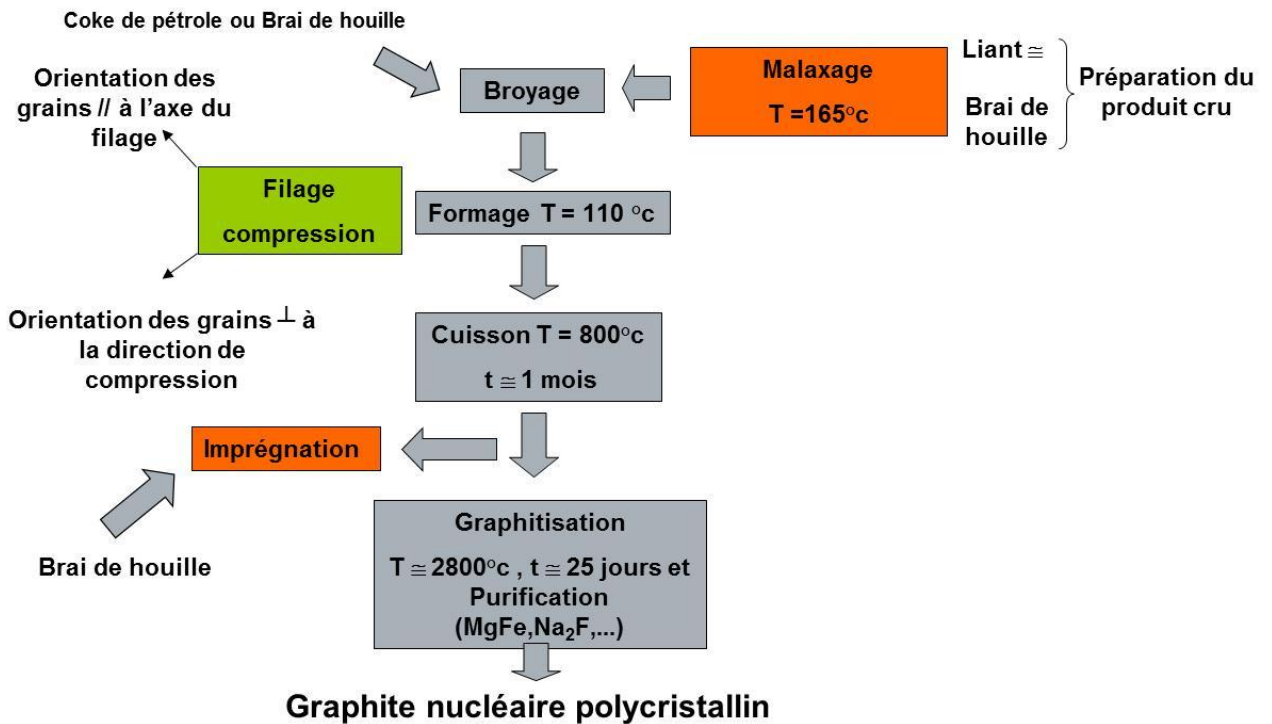 Coke de pétrole ou Brai de houille
Orientation des
grains // à l'axe du
filage
Broyage
Malaxage
T =165°c
Liant ≅
Brai de
houille
Préparation du
produit cru
Filage
compression
Formage T = 110 °c
Orientation des grains ⊥ à
la direction de
compression
Cuisson T = 800°c
t ≅ 1 mois
Imprégnation
Brai de houille
Graphitisation
T ≅ 2800°c , t ≅ 25 jours et
Purification
(MgFe,Na₂F,...)
Graphite nucléaire polycristallin